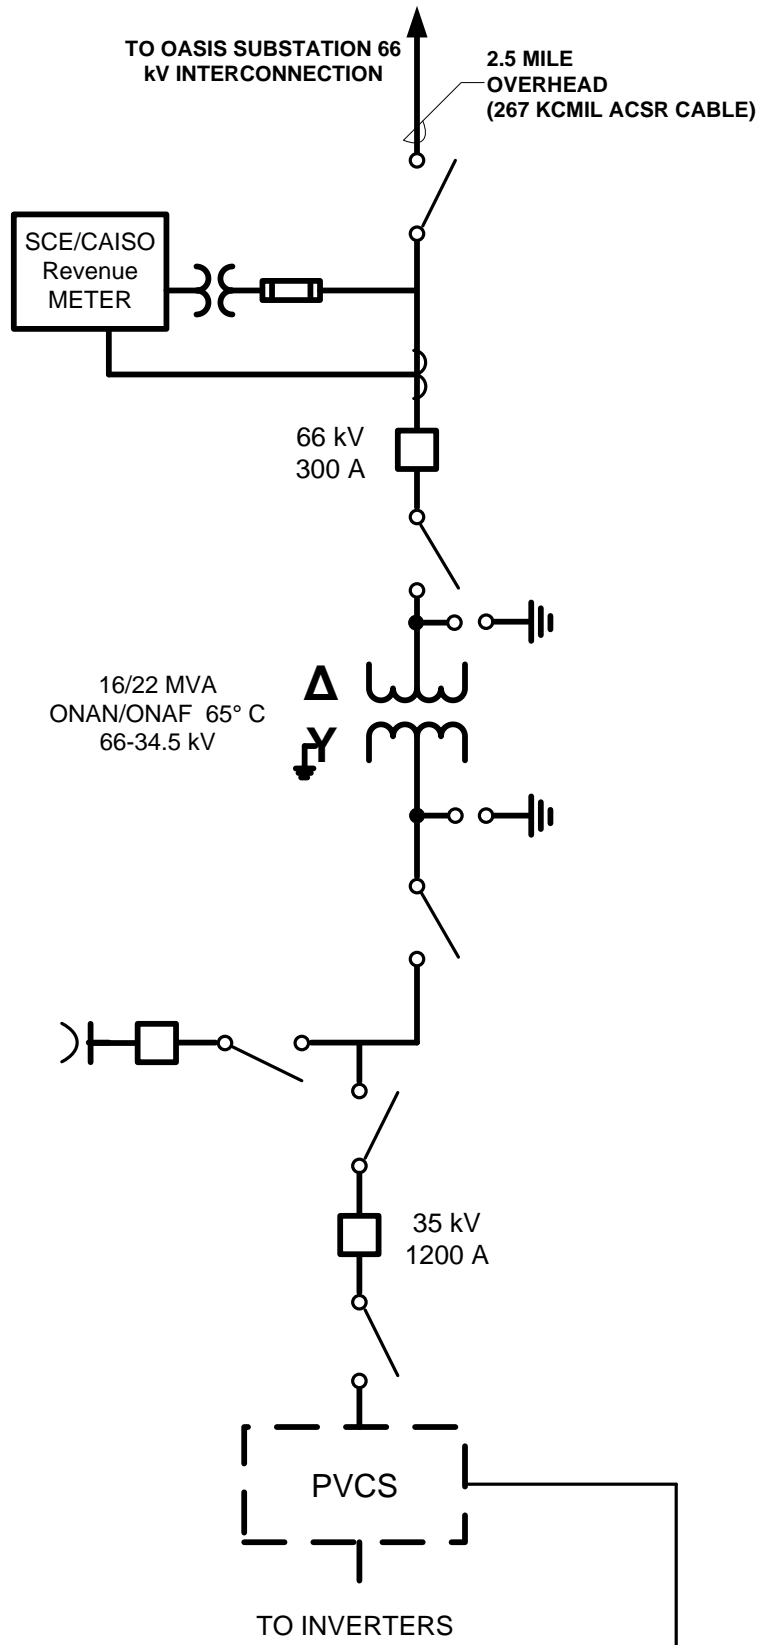 TO OASIS SUBSTATION 66
kV INTERCONNECTION
2.5 MILE
OVERHEAD
(267 KCMIL ACSR CABLE)
SCE/CAISO
Revenue
METER
66 kV
300 A
16/22 MVA
ONAN/ONAF 65° C
66-34.5 kV
Δ
Y
35 kV
1200 A
PVCS
TO INVERTERS